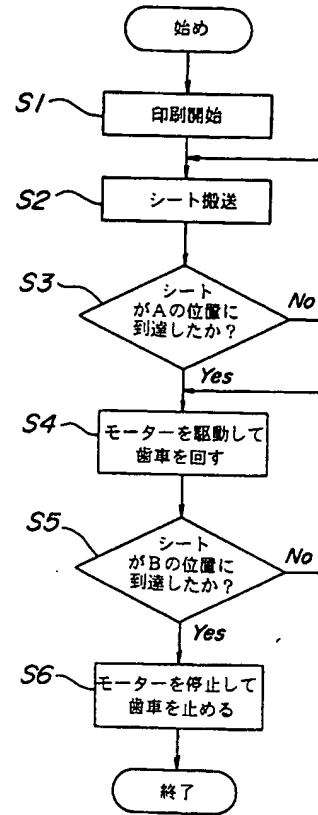 始め
S1
印刷開始
S2
シート搬送
S3
シート
がAの位置に
到達したか?
No
Yes
S4
モーターを駆動して
歯車を回す
S5
シート
がBの位置に
到達したか?
No
Yes
S6
モーターを停止して
歯車を止める
終了